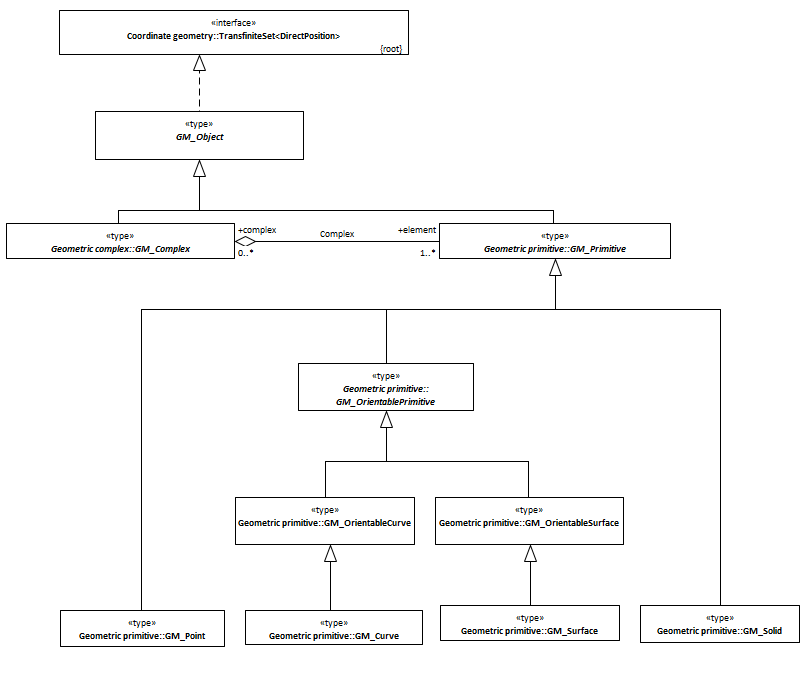 «interface»
Coordinate geometry::TransfiniteSet<DirectPosition>
{root}
«type»
GM_Object
«type»
Geometric complex::GM_Complex
+complex
0..*
Complex
+element
1..*
«type»
Geometric primitive::GM_Primitive
«type»
Geometric primitive::
GM_OrientablePrimitive
«type»
Geometric primitive::GM_OrientableCurve
«type»
Geometric primitive::GM_OrientableSurface
«type»
Geometric primitive::GM_Point
«type»
Geometric primitive::GM_Curve
«type»
Geometric primitive::GM_Surface
«type»
Geometric primitive::GM_Solid